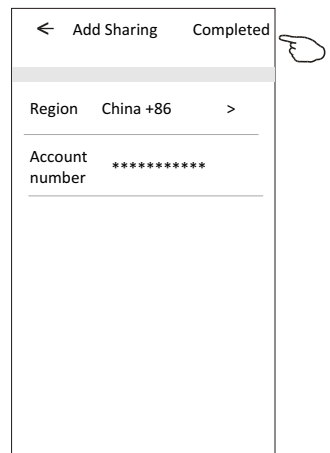 ← Add Sharing Completed
Region China +86 >
Account
number ***********